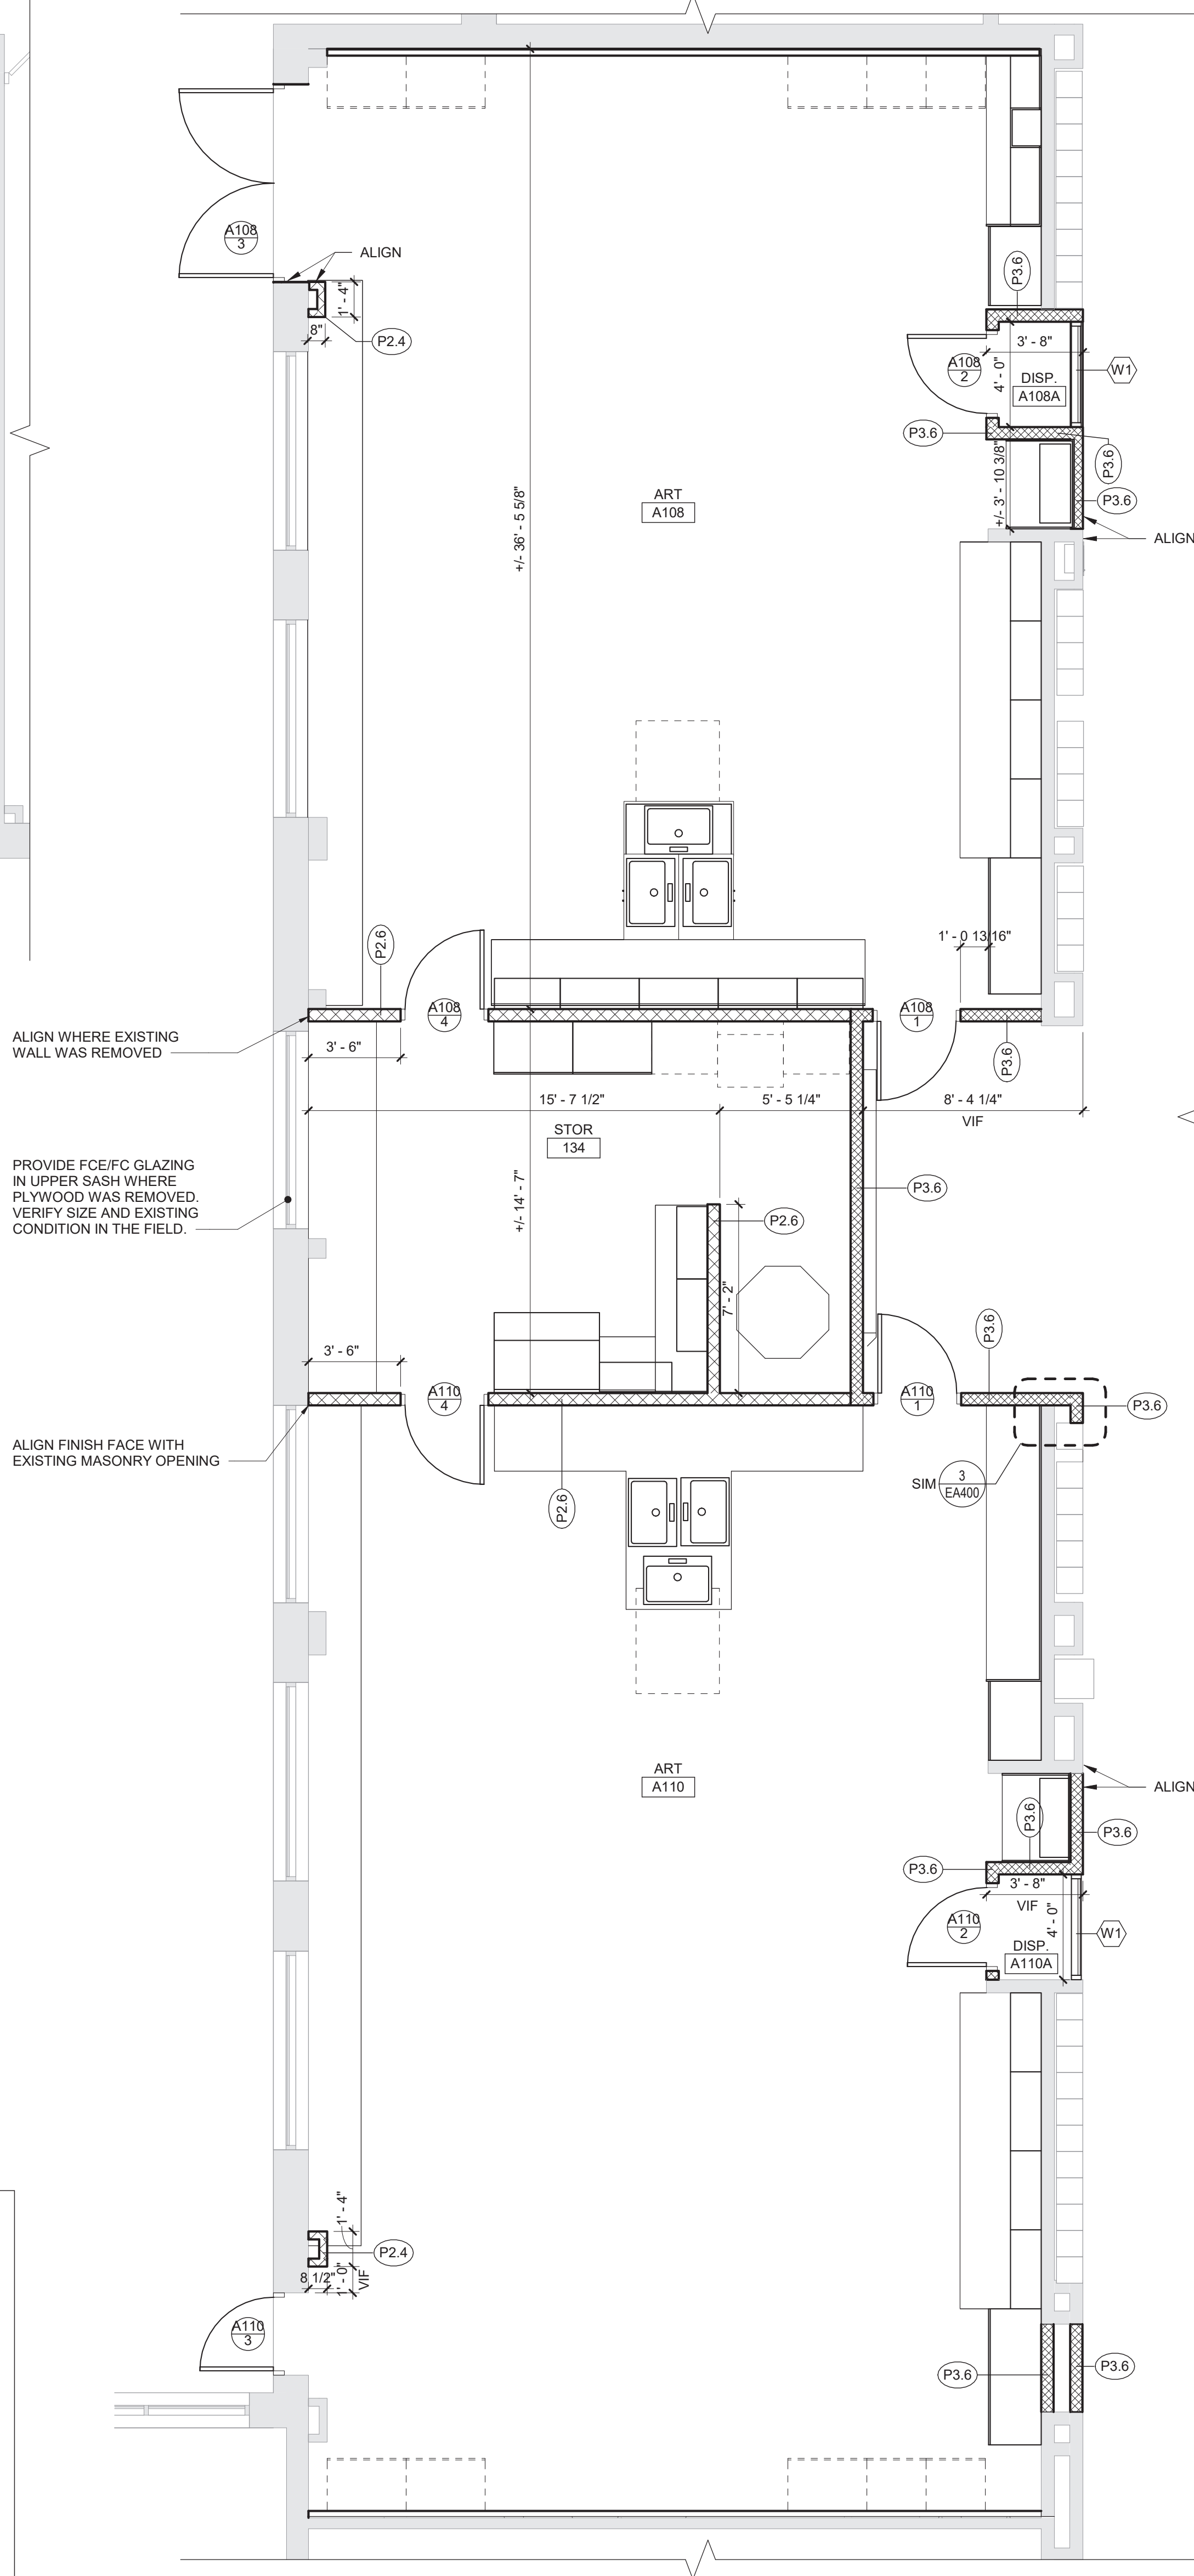 A108
3
ALIGN
1' - 4"
8"
P2.4
P3.6
3' - 8"
A108
2
4' - 0"
DISP.
A108A
W1
P3.6
P3.6
+/- 3' - 10 3/8"
P3.6
ALIGN
+/- 36' - 5 5/8"
ART
A108
P2.6
1' - 0 13/16"
A108
4
A108
1
ALIGN WHERE EXISTING
WALL WAS REMOVED
3' - 6"
P3.6
15' - 7 1/2"
5' - 5 1/4"
8' - 4 1/4"
VIF
STOR
134
PROVIDE FCE/FC GLAZING
IN UPPER SASH WHERE
PLYWOOD WAS REMOVED.
VERIFY SIZE AND EXISTING
CONDITION IN THE FIELD.
+/- 14' - 7"
P3.6
P2.6
7' - 2"
3' - 6"
P3.6
A110
4
A110
1
P3.6
ALIGN FINISH FACE WITH
EXISTING MASONRY OPENING
SIM
3
EA400
P2.6
ART
A110
ALIGN
P3.6
P3.6
P3.6
3' - 8"
VIF
A110
2
4' - 0"
DISP.
A110A
W1
1' - 4"
P2.4
8 1/2"
1' - 0"
VIF
A110
3
P3.6
P3.6